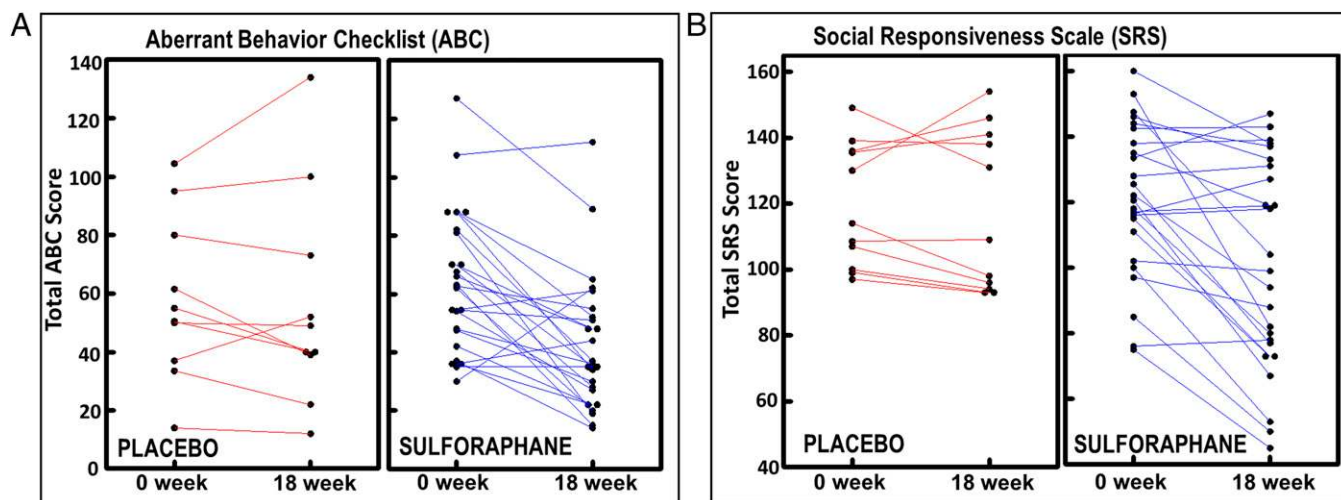 A
Aberrant Behavior Checklist (ABC)
Total ABC Score
140
120
100
80
60
40
20
0
PLACEBO
SULFORAPHANE
0 week
18 week
0 week
18 week
B
Social Responsiveness Scale (SRS)
Total SRS Score
160
140
120
100
80
60
40
PLACEBO
SULFORAPHANE
0 week
18 week
0 week
18 week